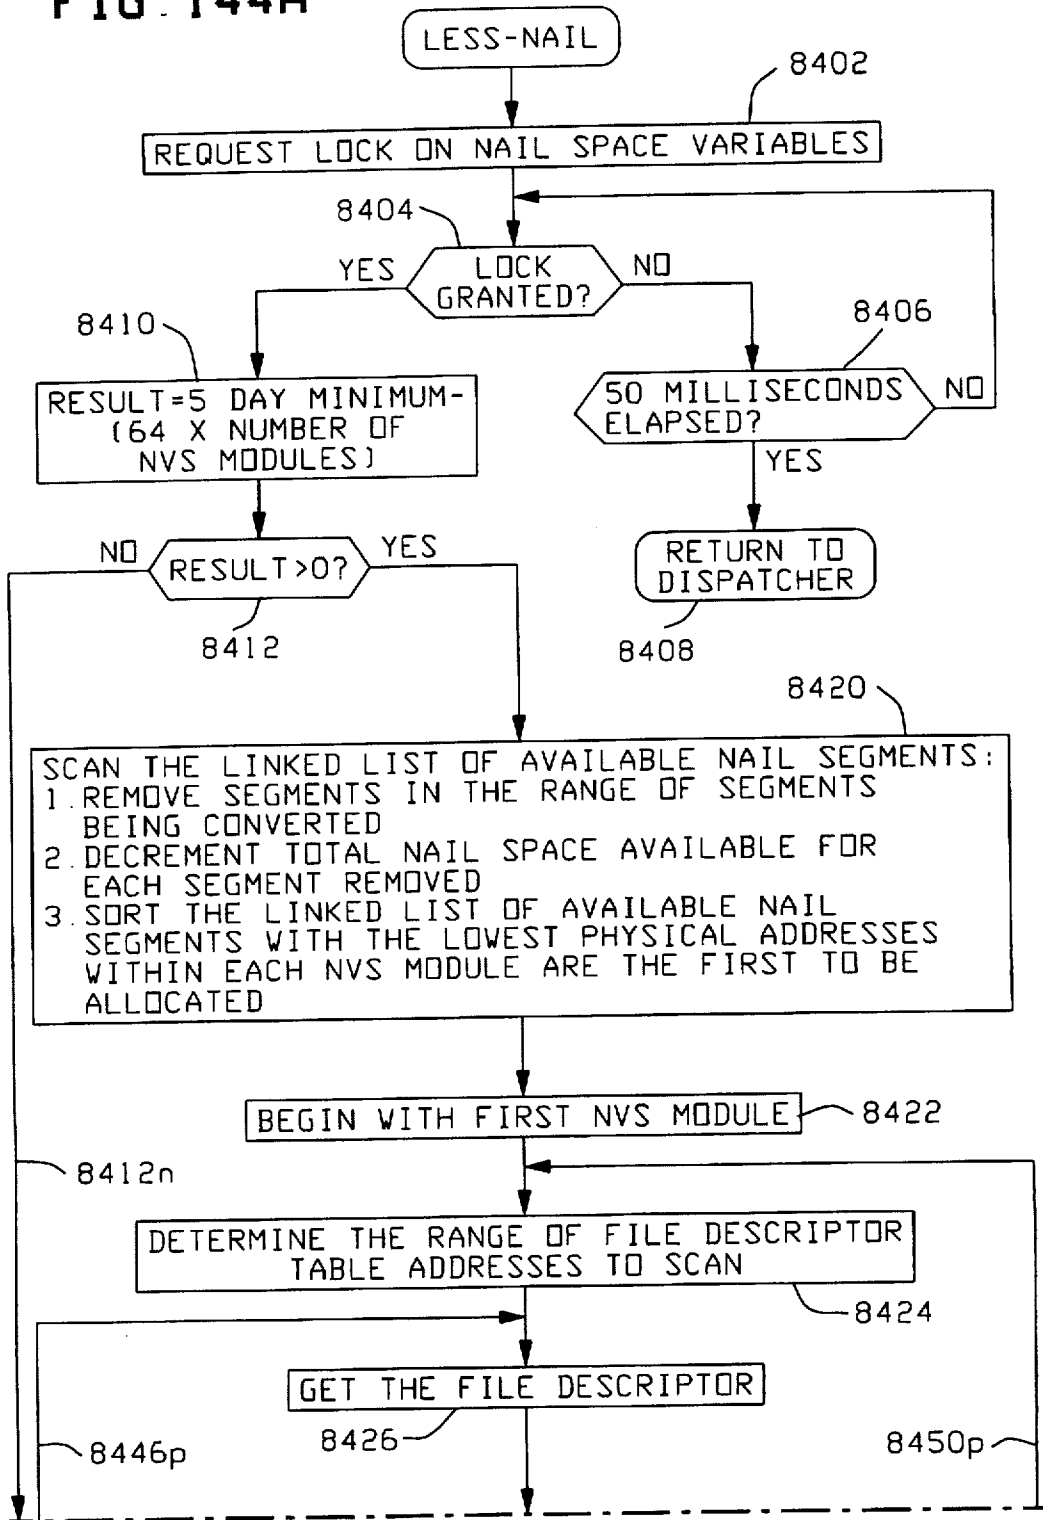 FIG. 144A
LESS-NAIL
8402
REQUEST LOCK ON NAIL SPACE VARIABLES
8404
YES
LOCK
GRANTED?
NO
8410
8406
RESULT=5 DAY MINIMUM-
(64 X NUMBER OF
NVS MODULES)
50 MILLISECONDS
ELAPSED?
NO
YES
NO
RESULT>0?
YES
RETURN TO
DISPATCHER
8412
8408
8420
SCAN THE LINKED LIST OF AVAILABLE NAIL SEGMENTS:
1. REMOVE SEGMENTS IN THE RANGE OF SEGMENTS
BEING CONVERTED
2. DECREMENT TOTAL NAIL SPACE AVAILABLE FOR
EACH SEGMENT REMOVED
3. SORT THE LINKED LIST OF AVAILABLE NAIL
SEGMENTS WITH THE LOWEST PHYSICAL ADDRESSES
WITHIN EACH NVS MODULE ARE THE FIRST TO BE
ALLOCATED
BEGIN WITH FIRST NVS MODULE
8422
8412n
DETERMINE THE RANGE OF FILE DESCRIPTOR
TABLE ADDRESSES TO SCAN
8424
GET THE FILE DESCRIPTOR
8446p
8426
8450p